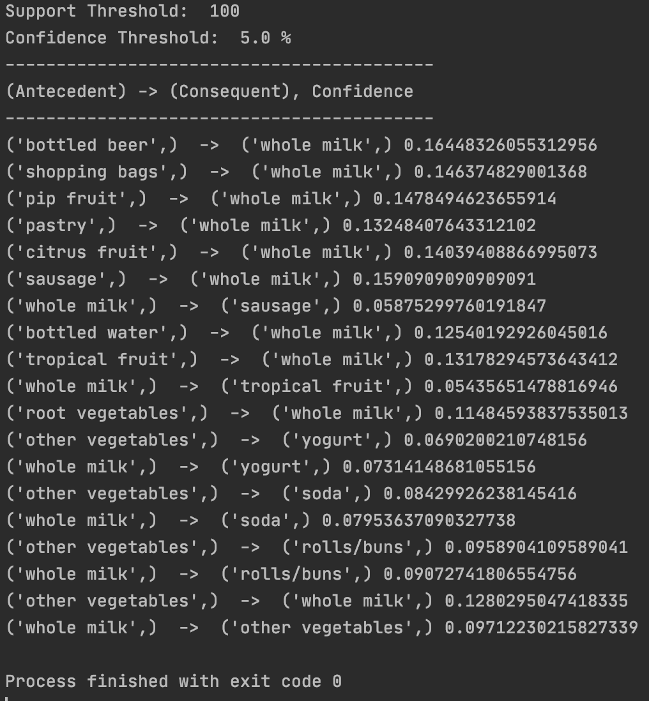 Support Threshold:  100
Confidence Threshold:  5.0 %
------------------------------------------
(Antecedent) -> (Consequent), Confidence
------------------------------------------
('bottled beer',)  ->  ('whole milk',) 0.16448326055312956
('shopping bags',)  ->  ('whole milk',) 0.146374829001368
('pip fruit',)  ->  ('whole milk',) 0.1478494623655914
('pastry',)  ->  ('whole milk',) 0.13248407643312102
('citrus fruit',)  ->  ('whole milk',) 0.14039408866995073
('sausage',)  ->  ('whole milk',) 0.1590909090909091
('whole milk',)  ->  ('sausage',) 0.05875299760191847
('bottled water',)  ->  ('whole milk',) 0.12540192926045016
('tropical fruit',)  ->  ('whole milk',) 0.13178294573643412
('whole milk',)  ->  ('tropical fruit',) 0.05435651478816946
('root vegetables',)  ->  ('whole milk',) 0.11484593837535013
('other vegetables',)  ->  ('yogurt',) 0.0690200210748156
('whole milk',)  ->  ('yogurt',) 0.07314148681055156
('other vegetables',)  ->  ('soda',) 0.08429926238145416
('whole milk',)  ->  ('soda',) 0.07953637090327738
('other vegetables',)  ->  ('rolls/buns',) 0.0958904109589041
('whole milk',)  ->  ('rolls/buns',) 0.09072741806554756
('other vegetables',)  ->  ('whole milk',) 0.1280295047418335
('whole milk',)  ->  ('other vegetables',) 0.09712230215827339
Process finished with exit code 0